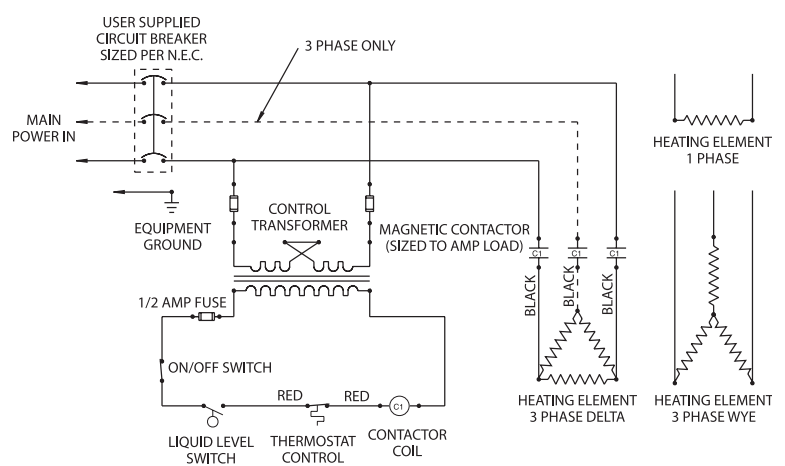 USER SUPPLIED
CIRCUIT BREAKER
SIZED PER N.E.C.
3 PHASE ONLY
MAIN
POWER IN
HEATING ELEMENT
1 PHASE
EQUIPMENT
GROUND
CONTROL
TRANSFORMER
MAGNETIC CONTACTOR
(SIZED TO AMP LOAD)
C1
C1
C1
BLACK
BLACK
BLACK
1/2 AMP FUSE
ON/OFF SWITCH
RED
RED
C1
LIQUID LEVEL
SWITCH
THERMOSTAT
CONTROL
CONTACTOR
COIL
HEATING ELEMENT
3 PHASE DELTA
HEATING ELEMENT
3 PHASE WYE